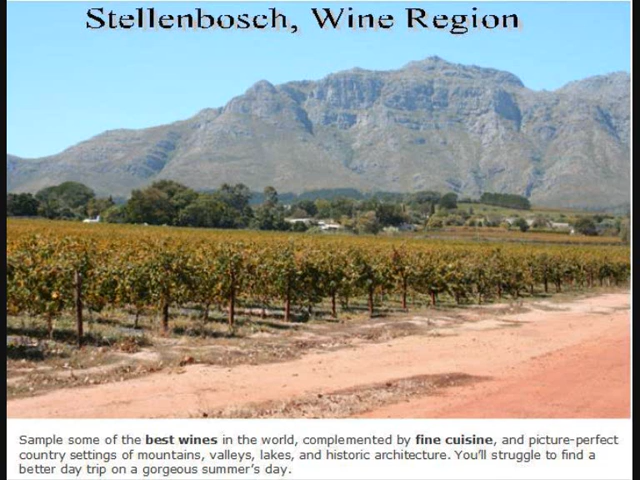 Stellenbosch, Wine Region
Sample some of the best wines in the world, complemented by fine cuisine, and picture-perfect
country settings of mountains, valleys, lakes, and historic architecture. You’ll struggle to find a
better day trip on a gorgeous summer’s day.